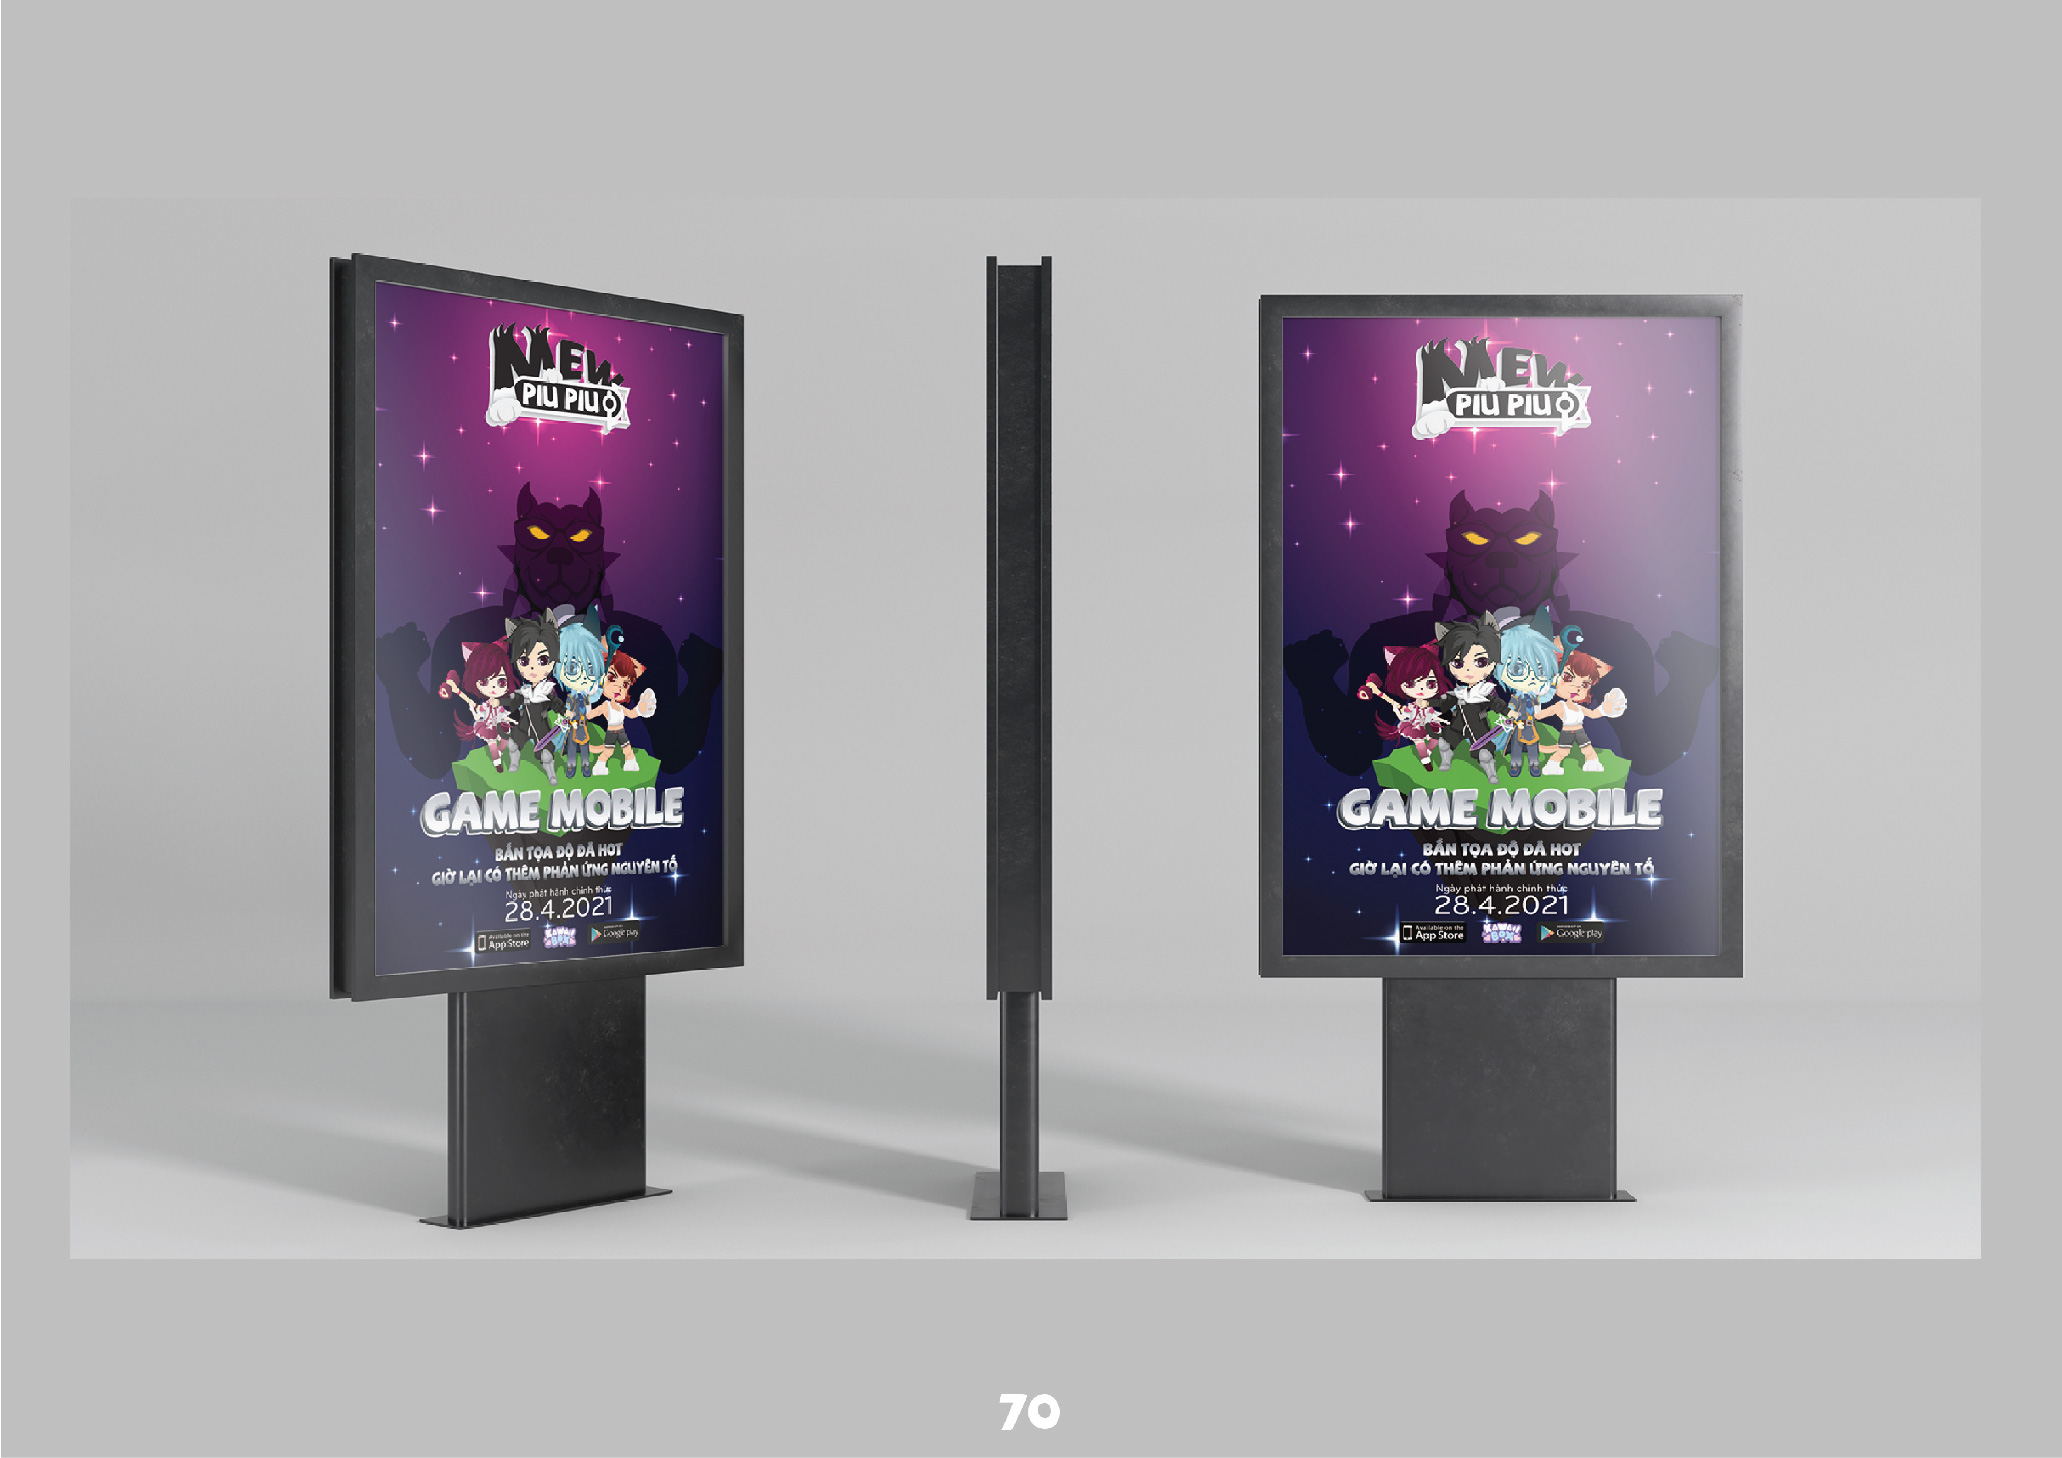 MEW
PIU PIU
GAME MOBILE
BẮN TỌA ĐỘ ĐÃ HOT
GIỜ LẠI CÓ THÊM PHẢN ỨNG NGUYÊN TỐ
Ngày phát hành chính thức
28.4.2021
Available on the
App Store
KAWAII
BOX
Google play
MEW
PIU PIU
GAME MOBILE
BẮN TỌA ĐỘ ĐÃ HOT
GIỜ LẠI CÓ THÊM PHẢN ỨNG NGUYÊN TỐ
Ngày phát hành chính thức
28.4.2021
Available on the
App Store
KAWAII
BOX
Google play
70